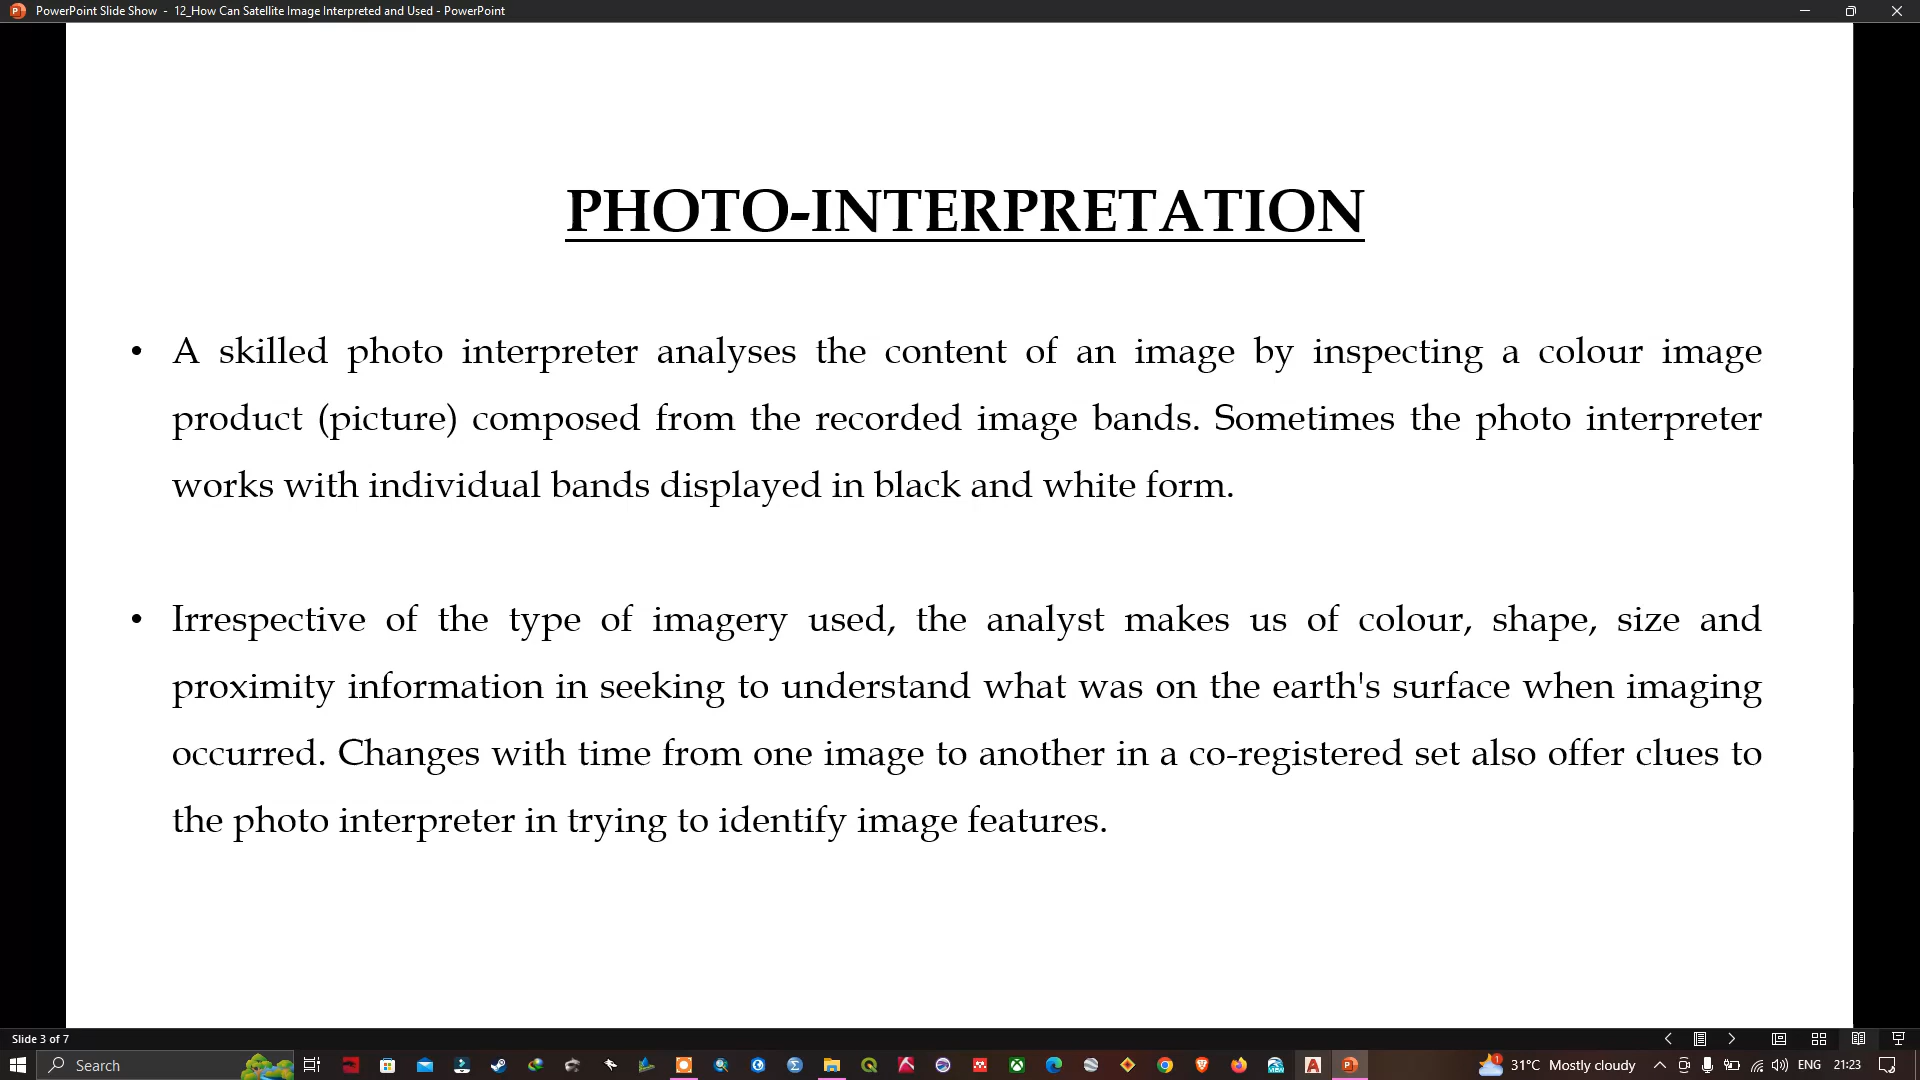 PowerPoint Slide Show - 12_How Can Satellite Image Interpreted and Used - PowerPoint
PHOTO-INTERPRETATION
• A skilled photo interpreter analyses the content of an image by inspecting a colour image
product (picture) composed from the recorded image bands. Sometimes the photo interpreter
works with individual bands displayed in black and white form.
• Irrespective of the type of imagery used, the analyst makes us of colour, shape, size and
proximity information in seeking to understand what was on the earth's surface when imaging
occurred. Changes with time from one image to another in a co-registered set also offer clues to
the photo interpreter in trying to identify image features.
Slide 3 of 7
Search
31°C Mostly cloudy
ENG
21:23